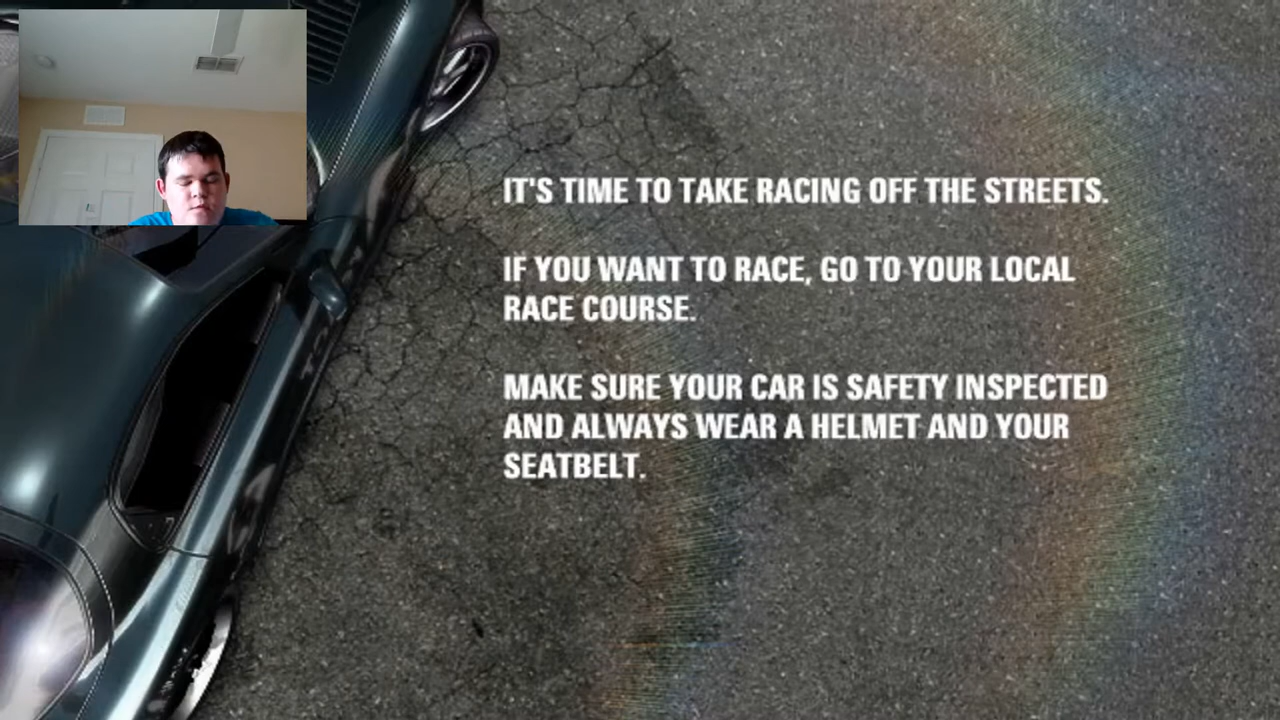 IT'S TIME TO TAKE RACING OFF THE STREETS.
IF YOU WANT TO RACE, GO TO YOUR LOCAL
RACE COURSE.
MAKE SURE YOUR CAR IS SAFETY INSPECTED
AND ALWAYS WEAR A HELMET AND YOUR
SEATBELT.